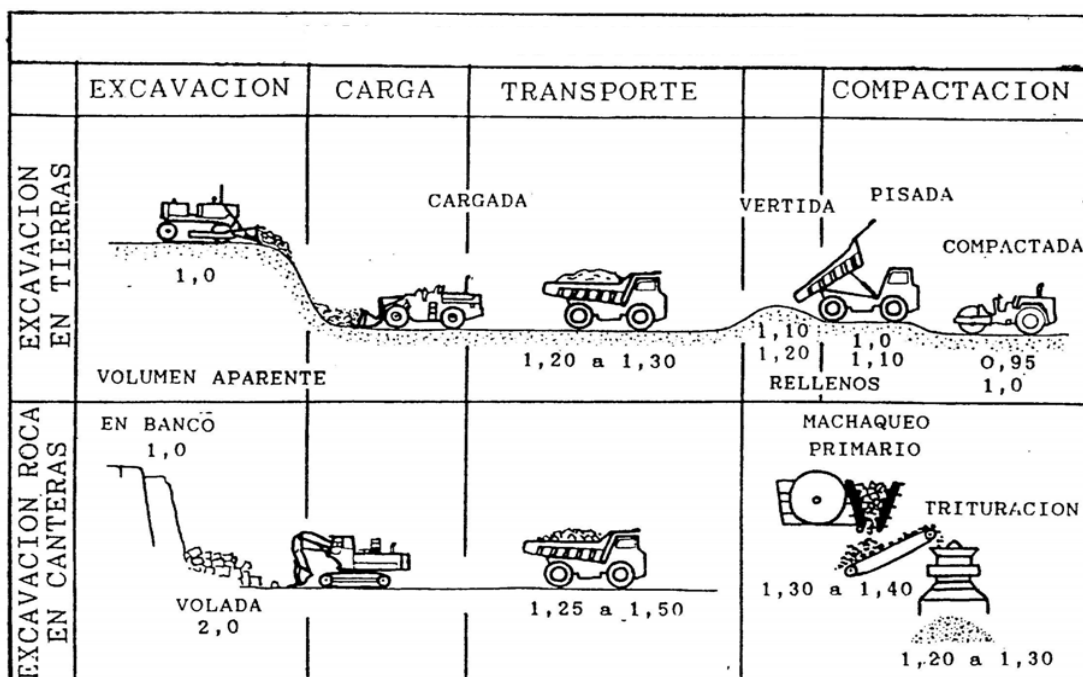 EXCAVACION
CARGA
TRANSPORTE
COMPACTACION
EXCAVACION
EN TIERRAS
CARGADA
VERTIDA
PISADA
COMPACTADA
1,0
1,20 a 1,30
1,10
1,20
1,0
1,10
0,95
1,0
VOLUMEN APARENTE
RELLENOS
EXCAVACION ROCA
EN CANTERAS
EN BANCO
1,0
VOLADA
2,0
1,25 a 1,50
MACHAQUEO
PRIMARIO
TRITURACION
1,30 a 1,40
1,20 a 1,30